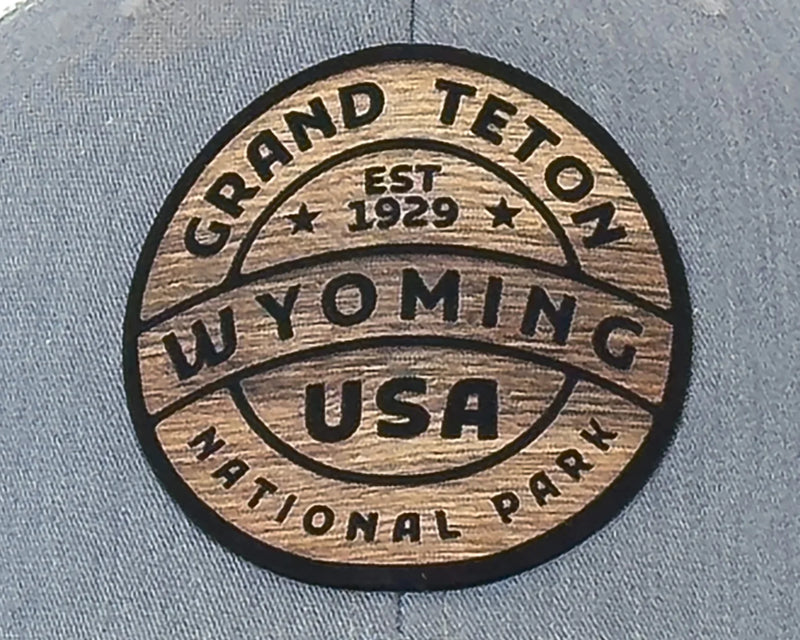 GRAND TETON
EST
1929
WYOMING
USA
NATIONAL PARK